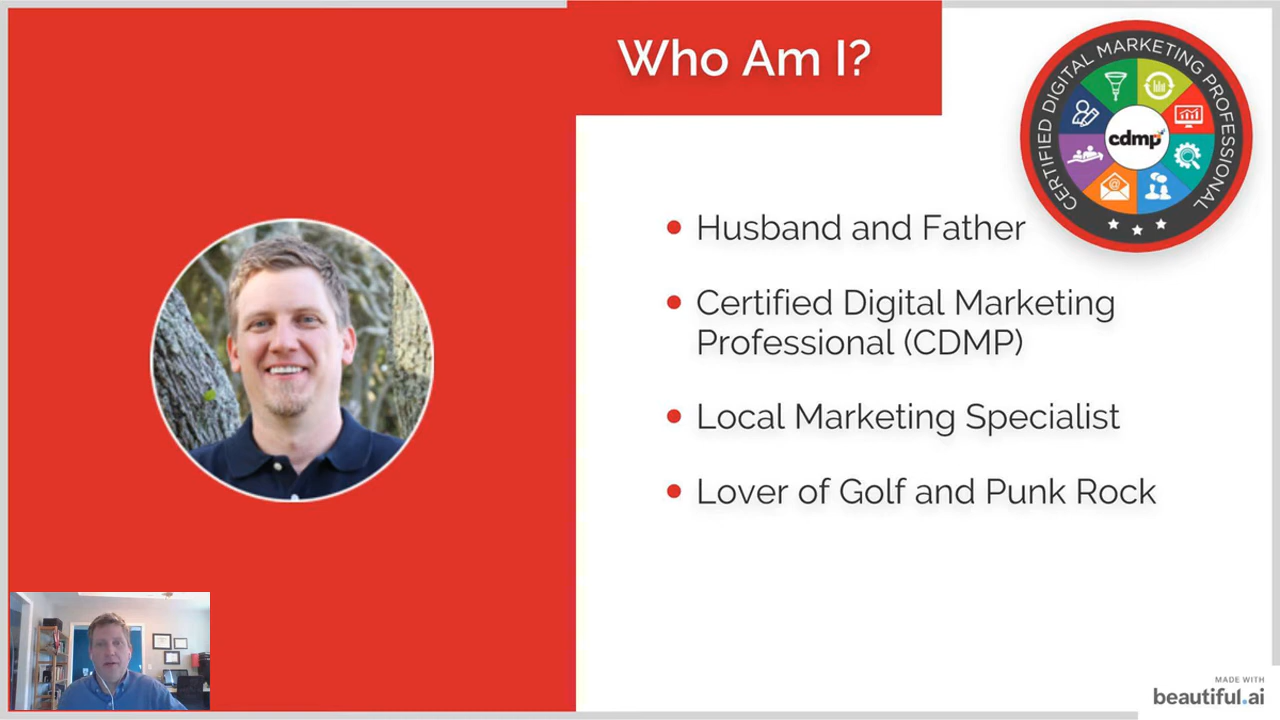 Who Am I?
CERTIFIED DIGITAL MARKETING PROFESSIONAL
cdmp
Husband and Father
Certified Digital Marketing
Professional (CDMP)
Local Marketing Specialist
Lover of Golf and Punk Rock
MADE WITH
beautiful.ai